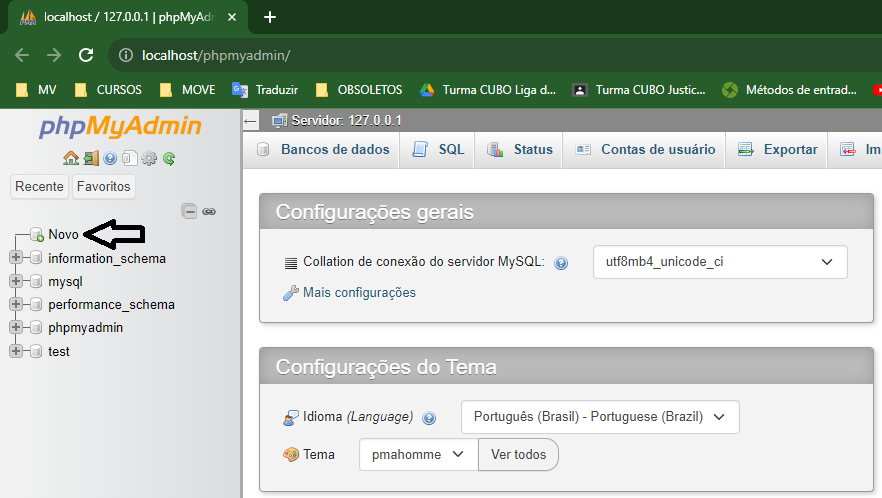 localhost / 127.0.0.1 | phpMyAdm
localhost/phpmyadmin/
MV CURSOS MOVE Traduzir OBSOLETOS Turma CUBO Liga d... Turma CUBO Justic... Métodos de entrad...
phpMyAdmin
Recente Favoritos
Novo
information_schema
mysql
performance_schema
phpmyadmin
test
Servidor: 127.0.0.1
Bancos de dados SQL Status Contas de usuário Exportar Im
Configurações gerais
Collation de conexão do servidor MySQL: utf8mb4_unicode_ci
Mais configurações
Configurações do Tema
Idioma (Language) Português (Brasil) - Portuguese (Brazil)
Tema pmahomme Ver todos